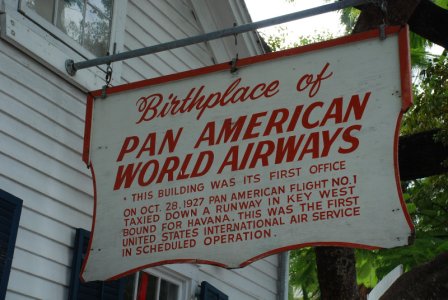 Birthplace of
PAN AMERICAN
WORLD AIRWAYS
• THIS BUILDING WAS ITS FIRST OFFICE
ON OCT. 28.1927 PAN AMERICAN FLIGHT NO.1
TAXIED DOWN A RUNWAY IN KEY WEST
BOUND FOR HAVANA. THIS WAS THE FIRST
UNITED STATES INTERNATIONAL AIR SERVICE
IN SCHEDULED OPERATION.